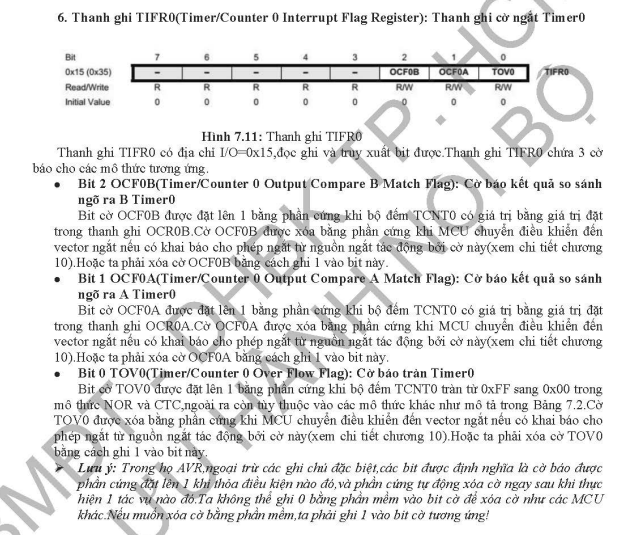 6. Thanh ghi TIFR0(Timer/Counter 0 Interrupt Flag Register): Thanh ghi cờ ngắt Timer0
Bit 7 6 5 4 3 2 1 0
0x15 (0x35) – – – – – OCF0B OCF0A TOV0 TIFR0
Read/Write R R R R R R/W R/W R/W
Initial Value 0 0 0 0 0 0 0 0
Hình 7.11: Thanh ghi TIFR0
Thanh ghi TIFR0 có địa chỉ I/O=0x15,đọc ghi và truy xuất bit được.Thanh ghi TIFR0 chứa 3 cờ
báo cho các mô thức tương ứng.
• Bit 2 OCF0B(Timer/Counter 0 Output Compare B Match Flag): Cờ báo kết quả so sánh
ngõ ra B Timer0
Bit cờ OCF0B được đặt lên 1 bằng phần cứng khi bộ đếm TCNT0 có giá trị bằng giá trị đặt
trong thanh ghi OCR0B.Cờ OCF0B được xóa bằng phần cứng khi MCU chuyển điều khiển đến
vector ngắt nếu có khai báo cho phép ngắt từ nguồn ngắt tác động bởi cờ này(xem chi tiết chương
10).Hoặc ta phải xóa cờ OCF0B bằng cách ghi 1 vào bit này.
• Bit 1 OCF0A(Timer/Counter 0 Output Compare A Match Flag): Cờ báo kết quả so sánh
ngõ ra A Timer0
Bit cờ OCF0A được đặt lên 1 bằng phần cứng khi bộ đếm TCNT0 có giá trị bằng giá trị đặt
trong thanh ghi OCR0A.Cờ OCF0A được xóa bằng phần cứng khi MCU chuyển điều khiển đến
vector ngắt nếu có khai báo cho phép ngắt từ nguồn ngắt tác động bởi cờ này(xem chi tiết chương
10).Hoặc ta phải xóa cờ OCF0A bằng cách ghi 1 vào bit này.
• Bit 0 TOV0(Timer/Counter 0 Over Flow Flag): Cờ báo tràn Timer0
Bit cờ TOV0 được đặt lên 1 bằng phần cứng khi bộ đếm TCNT0 tràn từ 0xFF sang 0x00 trong
mô thức NOR và CTC,ngoài ra còn tùy thuộc vào các mô thức khác như mô tả trong Bảng 7.2.Cờ
TOV0 được xóa bằng phần cứng khi MCU chuyển điều khiển đến vector ngắt nếu có khai báo cho
phép ngắt từ nguồn ngắt tác động bởi cờ này(xem chi tiết chương 10).Hoặc ta phải xóa cờ TOV0
bằng cách ghi 1 vào bit này.
➢ Lưu ý: Trong họ AVR,ngoại trừ các ghi chú đặc biệt,các bit được định nghĩa là cờ báo được
phần cứng đặt lên 1 khi thỏa điều kiện nào đó,và phần cứng tự động xóa cờ ngay sau khi thực
hiện 1 tác vụ nào đó.Ta không thể ghi 0 bằng phần mềm vào bit cờ để xóa cờ như các MCU
khác.Nếu muốn xóa cờ bằng phần mềm,ta phải ghi 1 vào bit cờ tương ứng!
BMDT - DHBK TP. HCM
LƯU HÀNH NỘI BỘ